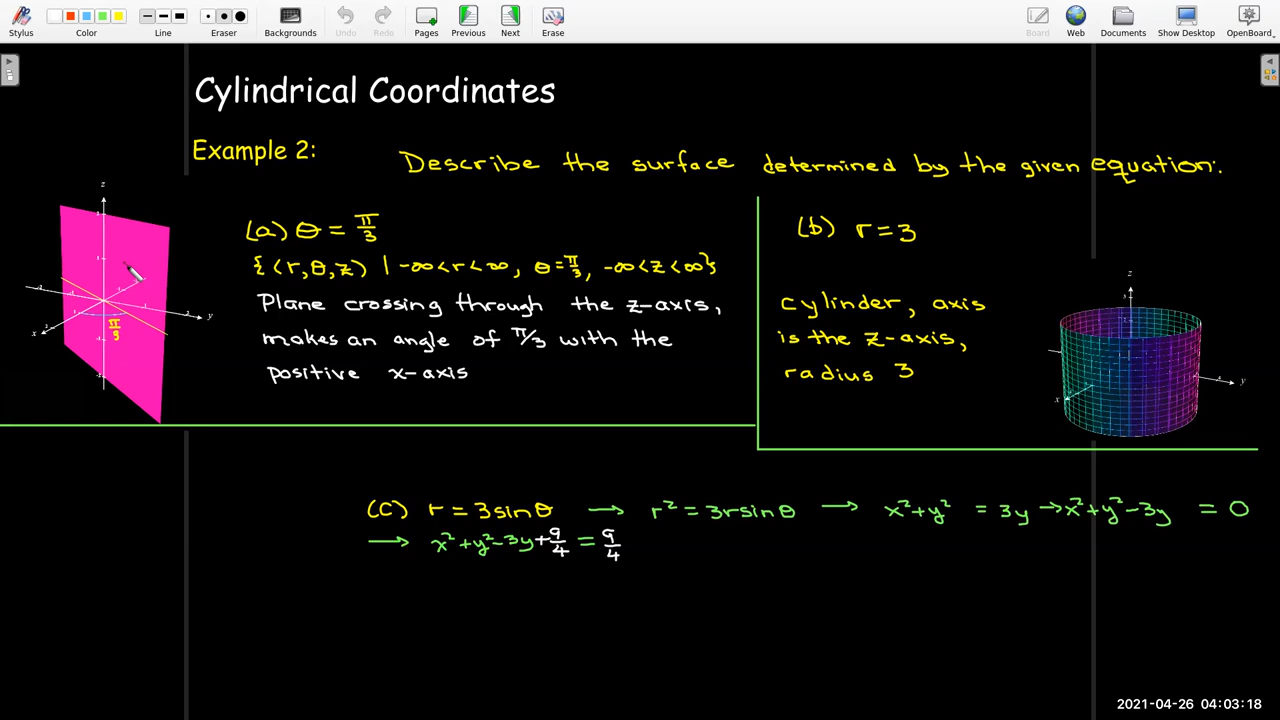 Stylus Color Line Eraser Backgrounds Undo Redo Pages Previous Next Erase Board Web Documents Show Desktop OpenBoard
Cylindrical Coordinates
Example 2: Describe the surface determined by the given equation:
(a) θ = π/3
{(r,θ,z) | -∞<r<∞, θ=π/3, -∞<z<∞}
Plane crossing through the z-axis,
makes an angle of π/3 with the
positive x-axis
z
x
y
π/3
(b) r = 3
cylinder, axis
is the z-axis,
radius 3
z
x
y
(c) r = 3sinθ → r² = 3rsinθ → x²+y² = 3y → x²+y²-3y = 0
→ x²+y²-3y+9/4 = 9/4
2021-04-26 04:03:18